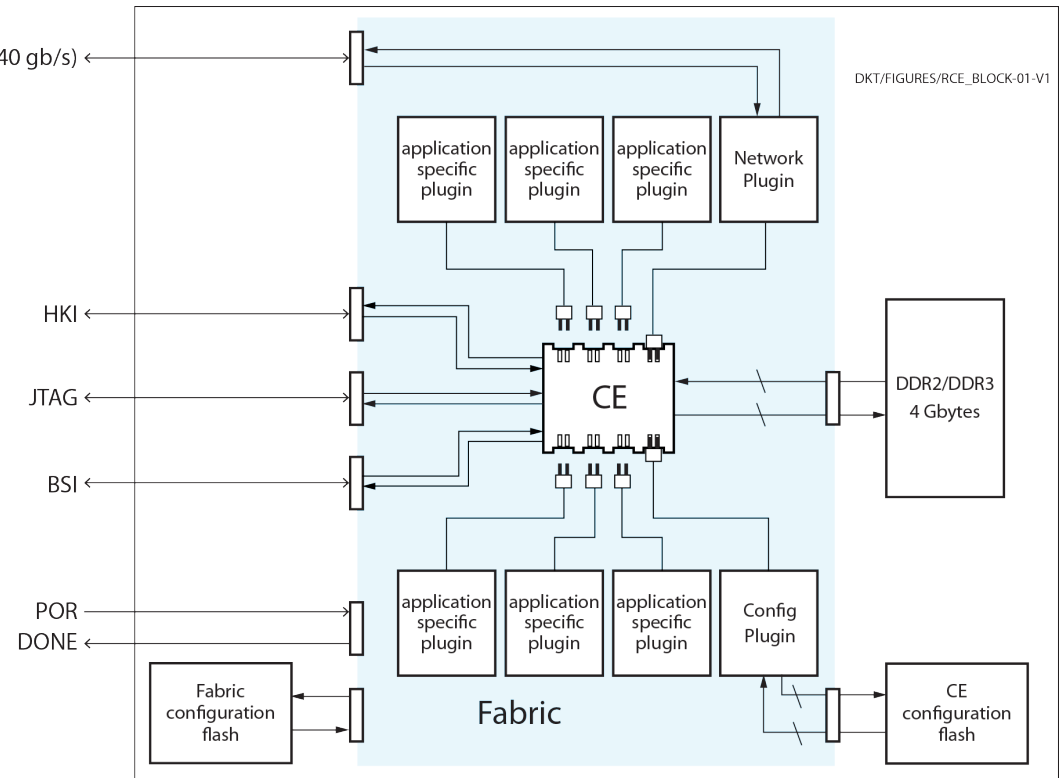 40 gb/s)
DKT/FIGURES/RCE_BLOCK-01-V1
application
specific
plugin
application
specific
plugin
application
specific
plugin
Network
Plugin
HKI
JTAG
BSI
CE
DDR2/DDR3
4 Gbytes
POR
DONE
application
specific
plugin
application
specific
plugin
application
specific
plugin
Config
Plugin
Fabric
configuration
flash
Fabric
CE
configuration
flash